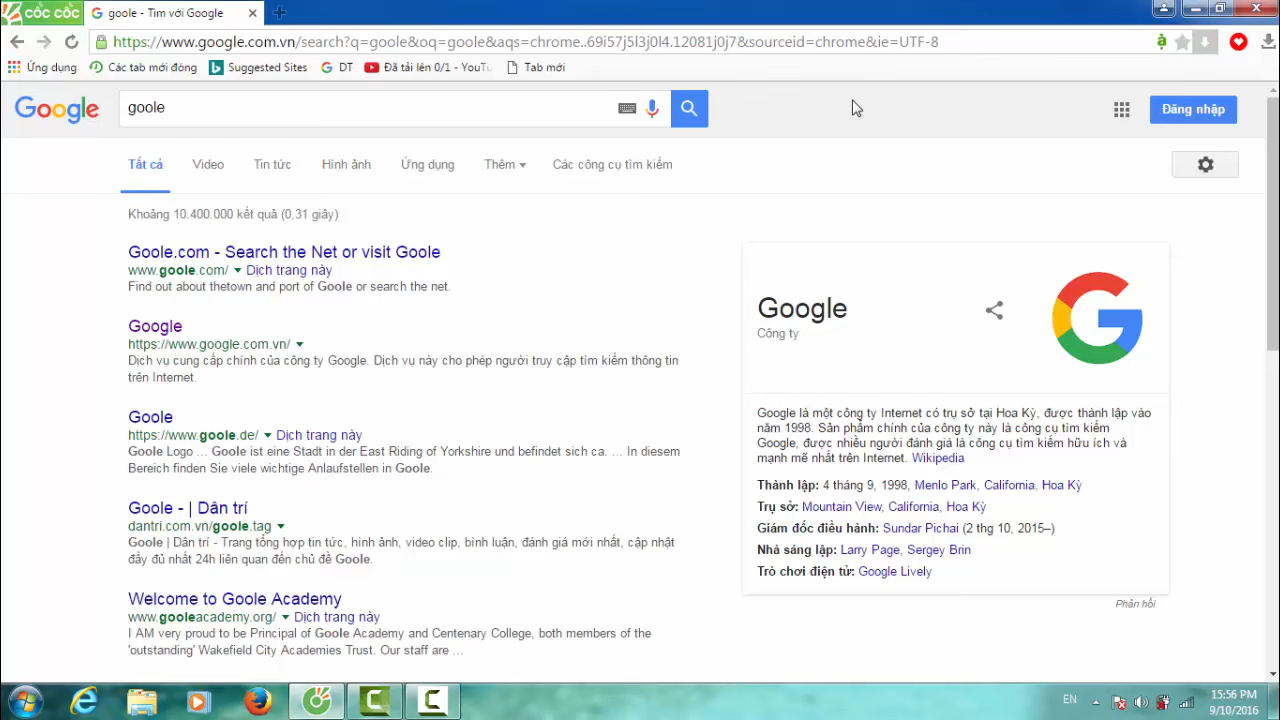 CỐC CỐC
goole - Tìm với Google
https://www.google.com.vn/search?q=goole&oq=goole&aqs=chrome..69i57j5l3j0l4.12081j0j7&sourceid=chrome&ie=UTF-8
Ứng dụng
Các tab mới đóng
Suggested Sites
DT
Đã tải lên 0/1 - YouTu
Tab mới
Google
goole
Đăng nhập
Tất cả
Video
Tin tức
Hình ảnh
Ứng dụng
Thêm
Các công cụ tìm kiếm
Khoảng 10.400.000 kết quả (0,31 giây)
Goole.com - Search the Net or visit Goole
www.goole.com/ Dịch trang này
Find out about thetown and port of Goole or search the net.
Google
https://www.google.com.vn/
Dịch vụ cung cấp chính của công ty Google. Dịch vụ này cho phép người truy cập tìm kiếm thông tin
trên Internet.
Goole
https://www.goole.de/ Dịch trang này
Goole Logo ... Goole ist eine Stadt in der East Riding of Yorkshire und befindet sich ca. ... In diesem
Bereich finden Sie viele wichtige Anlaufstellen in Goole.
Goole - | Dân trí
dantri.com.vn/goole.tag
Goole | Dân trí - Trang tổng hợp tin tức, hình ảnh, video clip, bình luận, đánh giá mới nhất, cập nhật
đầy đủ nhất 24h liên quan đến chủ đề Goole.
Welcome to Goole Academy
www.gooleacademy.org/ Dịch trang này
I AM very proud to be Principal of Goole Academy and Centenary College, both members of the
'outstanding' Wakefield City Academies Trust. Our staff are ...
Google
Công ty
Google là một công ty Internet có trụ sở tại Hoa Kỳ, được thành lập vào
năm 1998. Sản phẩm chính của công ty này là công cụ tìm kiếm
Google, được nhiều người đánh giá là công cụ tìm kiếm hữu ích và
mạnh mẽ nhất trên Internet. Wikipedia
Thành lập: 4 tháng 9, 1998, Menlo Park, California, Hoa Kỳ
Trụ sở: Mountain View, California, Hoa Kỳ
Giám đốc điều hành: Sundar Pichai (2 thg 10, 2015–)
Nhà sáng lập: Larry Page, Sergey Brin
Trò chơi điện tử: Google Lively
Phản hồi
EN
15:56 PM
9/10/2016